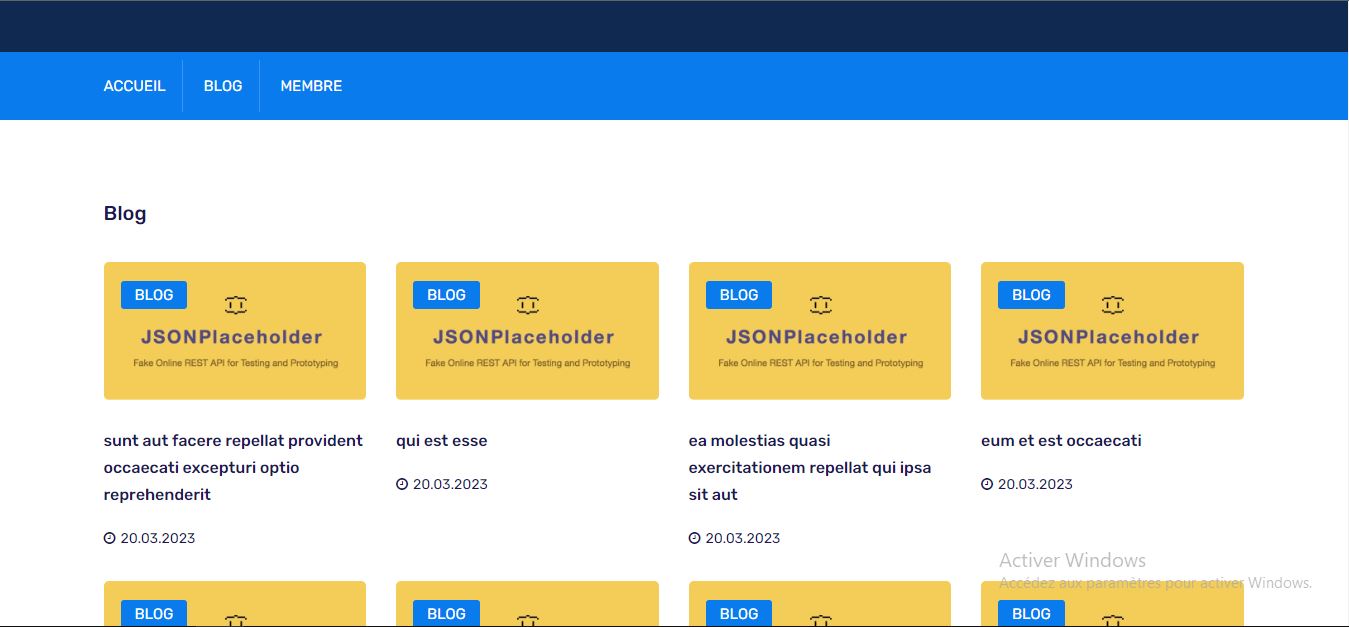 ACCUEIL BLOG MEMBRE
Blog
BLOG
JSONPlaceholder
Fake Online REST API for Testing and Prototyping
sunt aut facere repellat provident
occaecati excepturi optio
reprehenderit
20.03.2023
BLOG
JSONPlaceholder
Fake Online REST API for Testing and Prototyping
qui est esse
20.03.2023
BLOG
JSONPlaceholder
Fake Online REST API for Testing and Prototyping
ea molestias quasi
exercitationem repellat qui ipsa
sit aut
20.03.2023
BLOG
JSONPlaceholder
Fake Online REST API for Testing and Prototyping
eum et est occaecati
20.03.2023
Activer Windows
Accédez aux paramètres pour activer Windows.
BLOG
BLOG
BLOG
BLOG